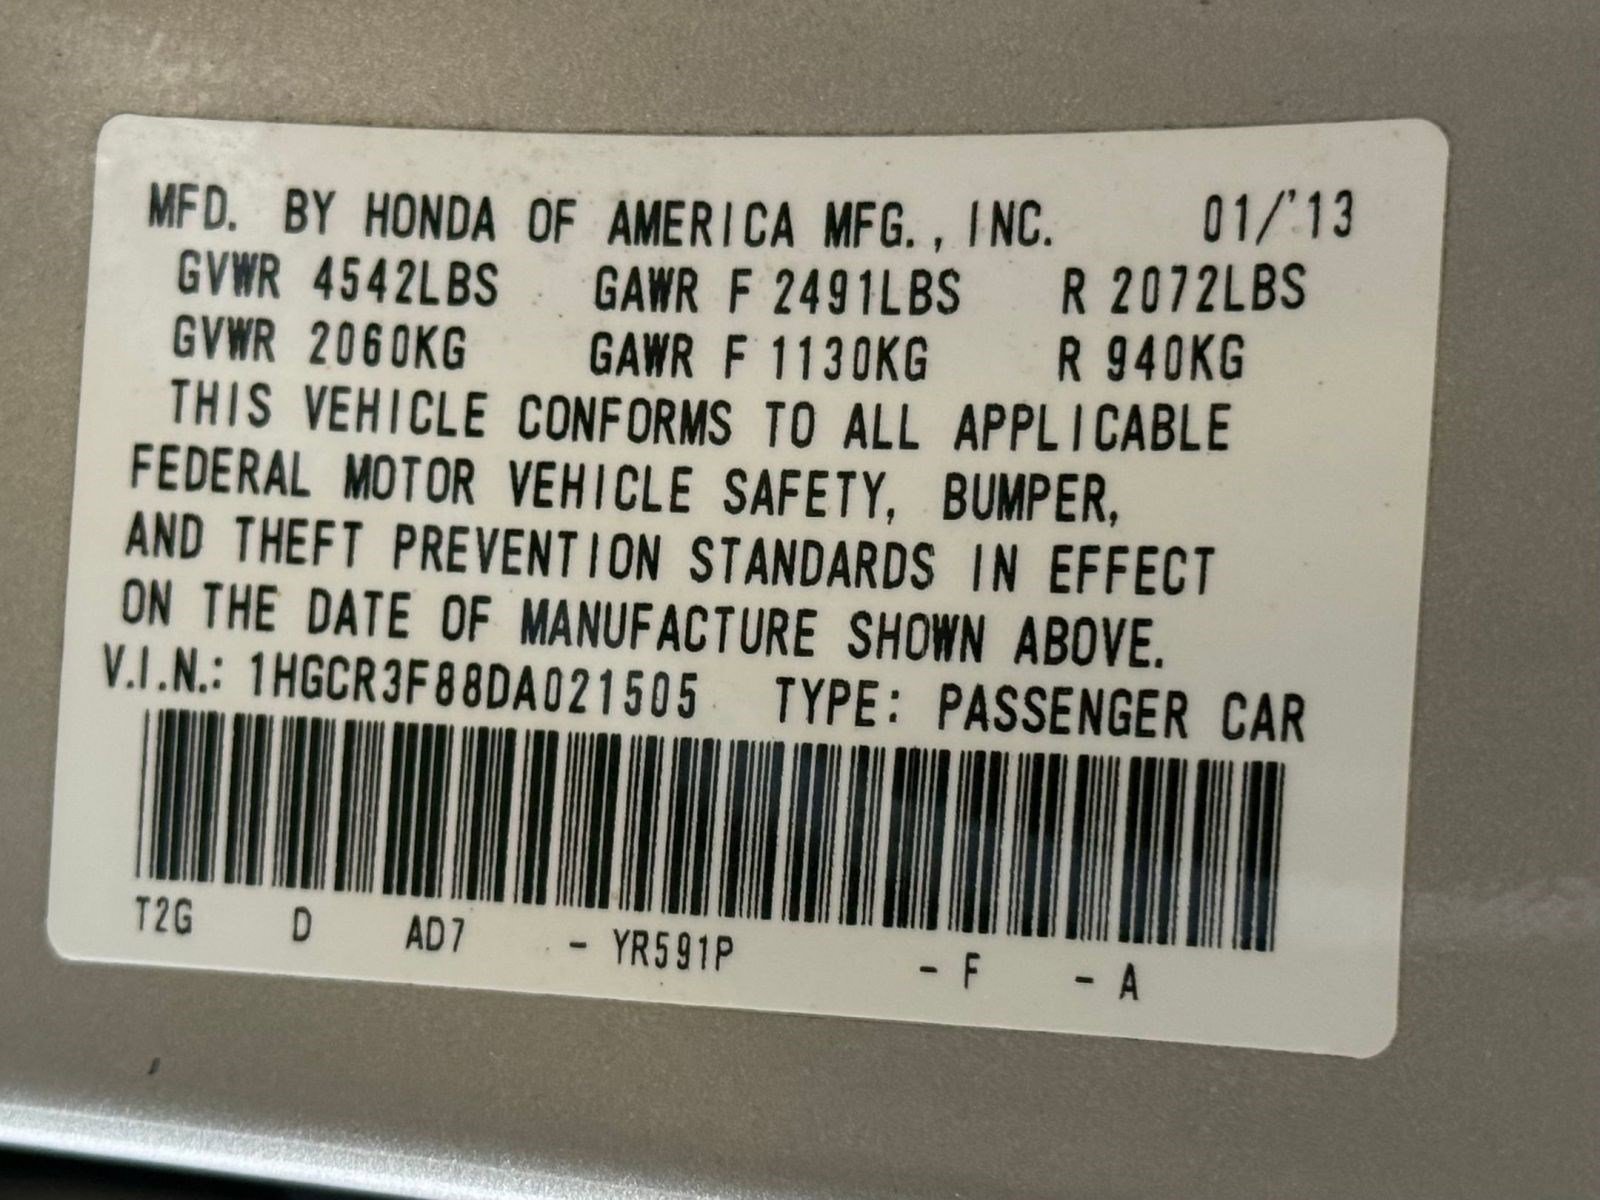 MFD. BY HONDA OF AMERICA MFG., INC. 01/'13
GVWR 4542LBS GAWR F 2491LBS R 2072LBS
GVWR 2060KG GAWR F 1130KG R 940KG
THIS VEHICLE CONFORMS TO ALL APPLICABLE
FEDERAL MOTOR VEHICLE SAFETY, BUMPER,
AND THEFT PREVENTION STANDARDS IN EFFECT
ON THE DATE OF MANUFACTURE SHOWN ABOVE.
V.I.N.: 1HGCR3F88DA021505 TYPE: PASSENGER CAR
T2G D AD7 - YR591P - F - A